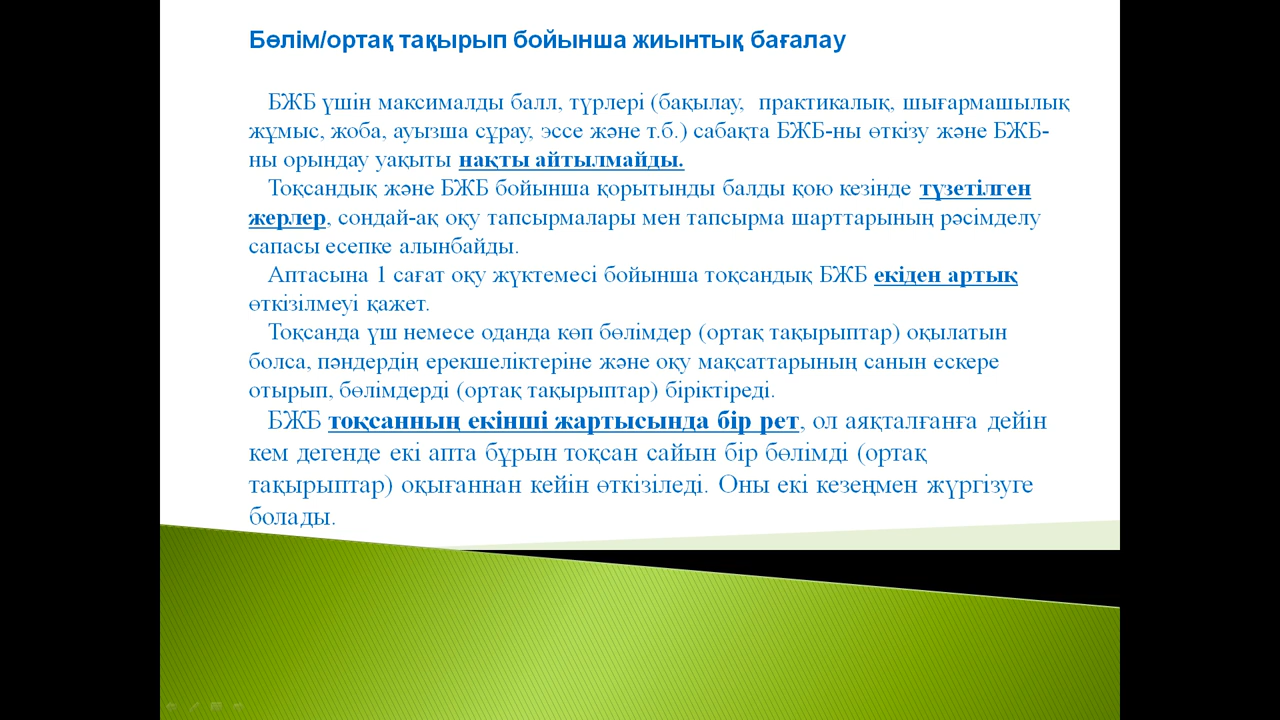 Бөлім/ортақ тақырып бойынша жиынтық бағалау
БЖБ үшін максималды балл, түрлері (бақылау, практикалық, шығармашылық
жұмыс, жоба, ауызша сұрау, эссе және т.б.) сабақта БЖБ-ны өткізу және БЖБ-
ны орындау уақыты нақты айтылмайды.
Тоқсандық және БЖБ бойынша қорытынды балды қою кезінде түзетілген
жерлер, сондай-ақ оқу тапсырмалары мен тапсырма шарттарының рәсімделу
сапасы есепке алынбайды.
Аптасына 1 сағат оқу жүктемесі бойынша тоқсандық БЖБ екіден артық
өткізілмеуі қажет.
Тоқсанда үш немесе оданда көп бөлімдер (ортақ тақырыптар) оқылатын
болса, пәндердің ерекшеліктеріне және оқу мақсаттарының санын ескере
отырып, бөлімдерді (ортақ тақырыптар) біріктіреді.
БЖБ тоқсанның екінші жартысында бір рет, ол аяқталғанға дейін
кем дегенде екі апта бұрын тоқсан сайын бір бөлімді (ортақ
тақырыптар) оқығаннан кейін өткізіледі. Оны екі кезеңмен жүргізуге
болады.